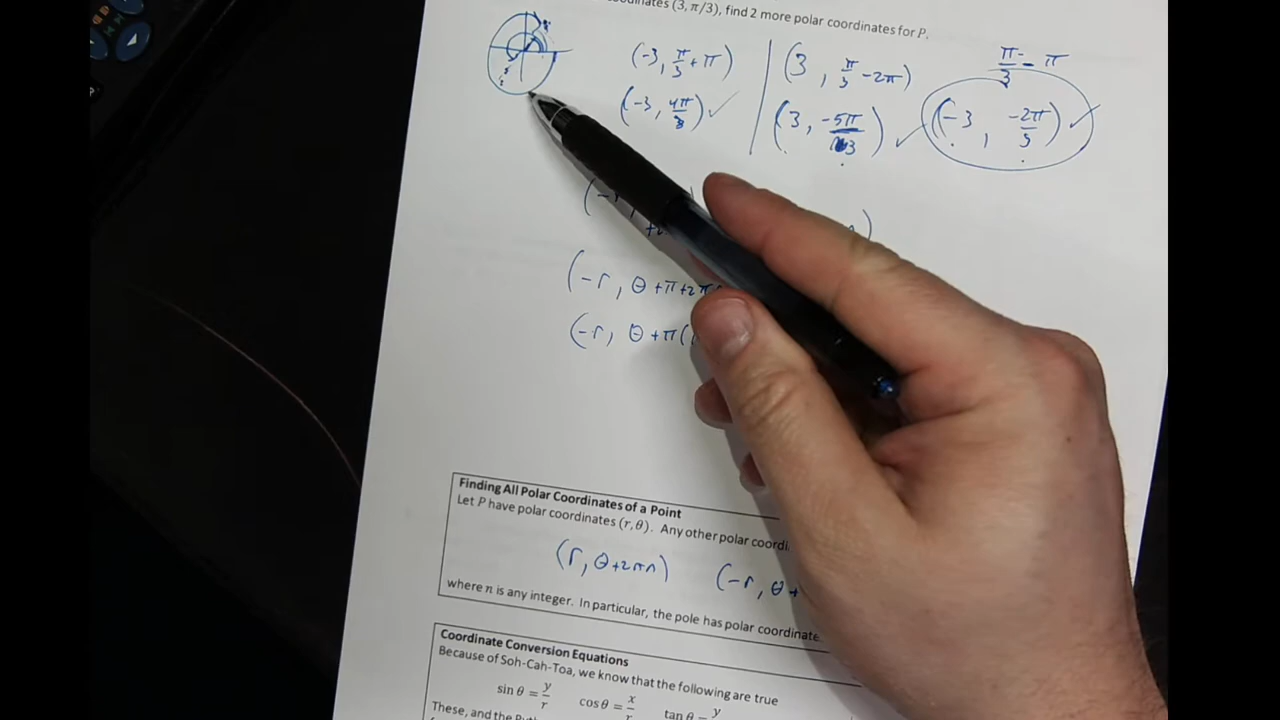 coordinates (3, π/3), find 2 more polar coordinates for P.
(-3, π/3 + π)
(-3, 4π/3) ✓
(3, π/3 - 2π)
(3, -5π/3) ✓
π/3 - π
(-3, -2π/3) ✓
(-r, θ + π + 2π
(-r, θ + π(
Finding All Polar Coordinates of a Point
Let P have polar coordinates (r, θ). Any other polar coordi
(r, θ+2πn) (-r, θ+
where n is any integer. In particular, the pole has polar coordinate
Coordinate Conversion Equations
Because of Soh-Cah-Toa, we know that the following are true
sin θ = y/r cos θ = x/r tan θ = y
These, and the